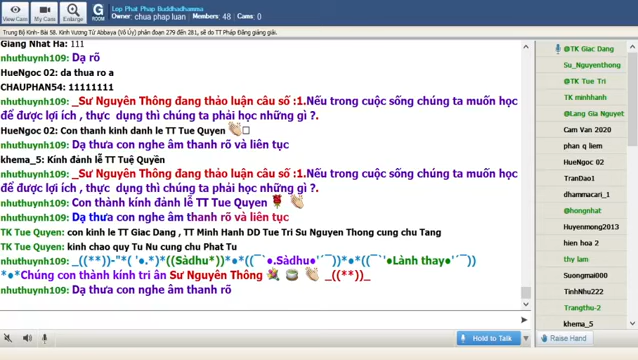 View Cam
My Cam
Enlarge
G
ROOM
Lep Phat Phap Buddhadhamma
Owner: chua phap luan Members: 48 Cams: 0
Trung Bộ Kinh- Bài 58. Kinh Vương Tử Abbaya (Vô Úy) phân đoạn 279 đến 281, sẽ do TT Pháp Đăng giảng giải.
Giang Nhat Ha: 111
nhuthuynh109: Dạ rõ
HueNgoc 02: da thua ro a
CHAUPHAN54: 11111111
nhuthuynh109: _Sư Nguyên Thông đang thảo luận câu số :1.Nếu trong cuộc sống chúng ta muốn học
để được lợi ích , thực dụng thì chúng ta phải học những gì ?.
HueNgoc 02: Con thanh kinh danh le TT Tue Quyen 👏□
nhuthuynh109: Dạ thưa con nghe âm thanh rõ và liên tục
khema_5: Kính đảnh lễ TT Tuệ Quyền
nhuthuynh109: _Sư Nguyên Thông đang thảo luận câu số :1.Nếu trong cuộc sống chúng ta muốn học
để được lợi ích , thực dụng thì chúng ta phải học những gì ?.
nhuthuynh109: Con thành kính đảnh lễ TT Tue Quyen 🌹 👏
nhuthuynh109: Dạ thưa con nghe âm thanh rõ và liên tục
TK Tue Quyen: con kinh le TT Giac Dang , TT Minh Hanh DD Tue Tri Su Nguyen Thong cung chu Tang
TK Tue Quyen: kinh chao quy Tu Nu cung chu Phat Tu
nhuthuynh109: _((**))-"*( '•.*)•((Sàdhu*))*•((¯`•.Sàdhu•'´¯))*•*((¯`'•Lành thay•'´¯))
*•*Chúng con thành kính tri ân Sư Nguyên Thông 💐 🍵 👏 _((**))_
nhuthuynh109: Dạ thưa con nghe âm thanh rõ
@TK Giac Dang
Su_Nguyenthong
@TK Tue Tri
TK minhhanh
@Lang Gia Nguyet
Cam Van 2020
phan q liem
HueNgoc 02
TranDao1
dhammacari_1
@hongnhat
Huyenmong2013
hien hoa 2
thy lam
Suongmai000
TinhNhu222
Trangthu-2
khema_5
Hold to Talk
Raise Hand